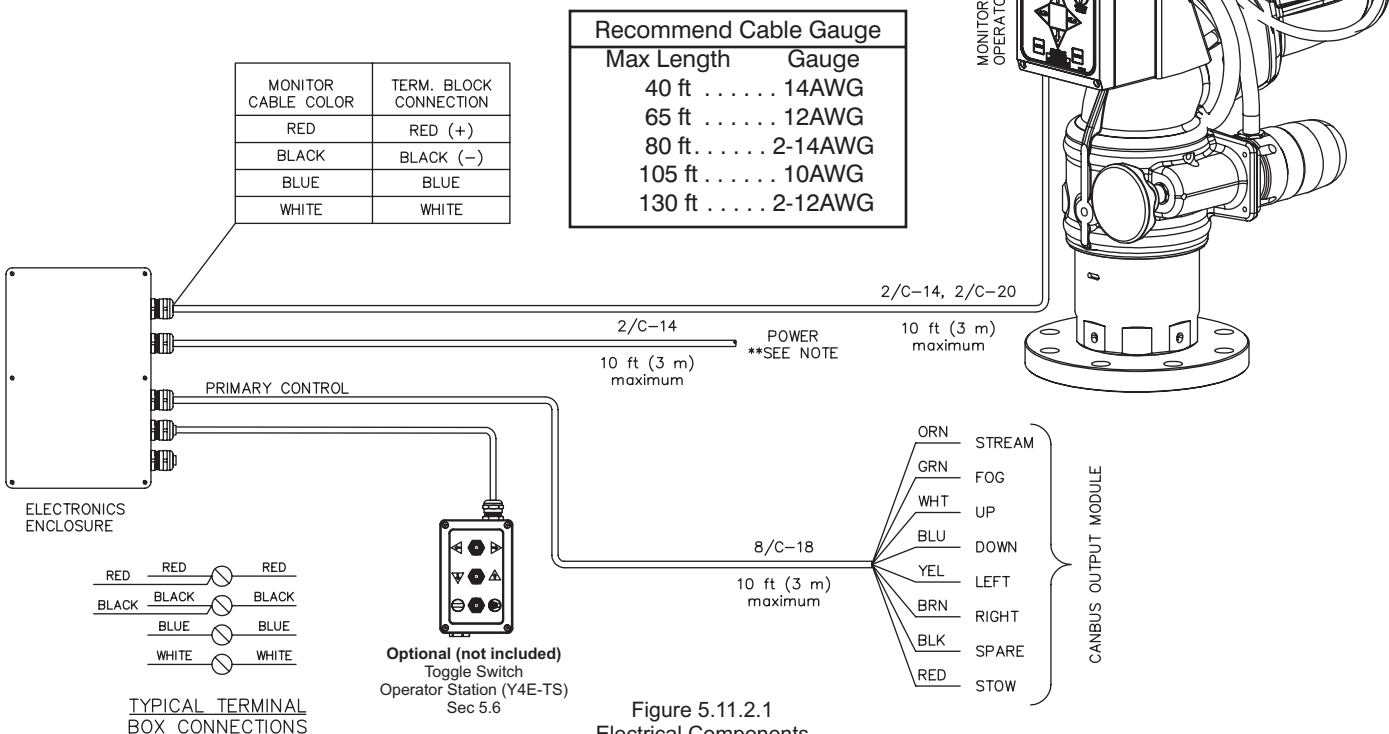 MONITOR
Recommend Cable Gauge
Max Length Gauge
40 ft . . . . . . 14AWG
65 ft . . . . . . 12AWG
80 ft. . . . . . 2-14AWG
105 ft . . . . . . 10AWG
130 ft . . . . . 2-12AWG
MONITOR CABLE COLOR
TERM. BLOCK CONNECTION
RED RED (+)
BLACK BLACK (−)
BLUE BLUE
WHITE WHITE
2/C−14, 2/C−20
10 ft (3 m)
maximum
2/C−14
10 ft (3 m)
maximum
POWER
**SEE NOTE
PRIMARY CONTROL
ELECTRONICS
ENCLOSURE
8/C−18
10 ft (3 m)
maximum
ORN STREAM
GRN FOG
WHT UP
BLU DOWN
YEL LEFT
BRN RIGHT
BLK SPARE
RED STOW
CANBUS OUTPUT MODULE
RED RED RED
BLACK BLACK BLACK
BLUE BLUE
WHITE WHITE
TYPICAL TERMINAL
BOX CONNECTIONS
Optional (not included)
Toggle Switch
Operator Station (Y4E-TS)
Sec 5.6
Figure 5.11.2.1
Electrical Components